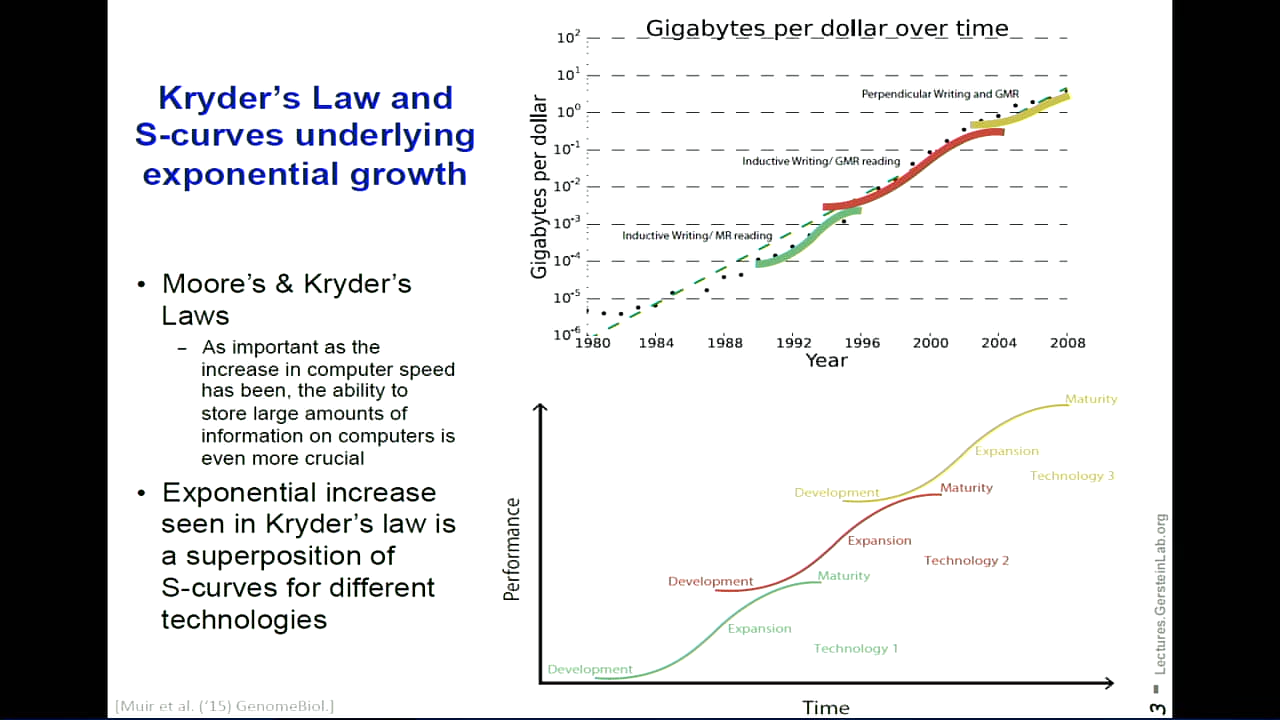 Kryder's Law and
S-curves underlying
exponential growth
• Moore's & Kryder's
Laws
– As important as the
increase in computer speed
has been, the ability to
store large amounts of
information on computers is
even more crucial
• Exponential increase
seen in Kryder's law is
a superposition of
S-curves for different
technologies
[Muir et al. ('15) GenomeBiol.]
Gigabytes per dollar over time
Gigabytes per dollar
10²
10¹
10⁰
10⁻¹
10⁻²
10⁻³
10⁻⁴
10⁻⁵
10⁻⁶
Perpendicular Writing and GMR
Inductive Writing/ GMR reading
Inductive Writing/ MR reading
1980 1984 1988 1992 1996 2000 2004 2008
Year
Performance
Maturity
Expansion
Technology 3
Development
Maturity
Expansion
Technology 2
Development
Maturity
Expansion
Technology 1
Development
Time
3 - Lectures.GersteinLab.org